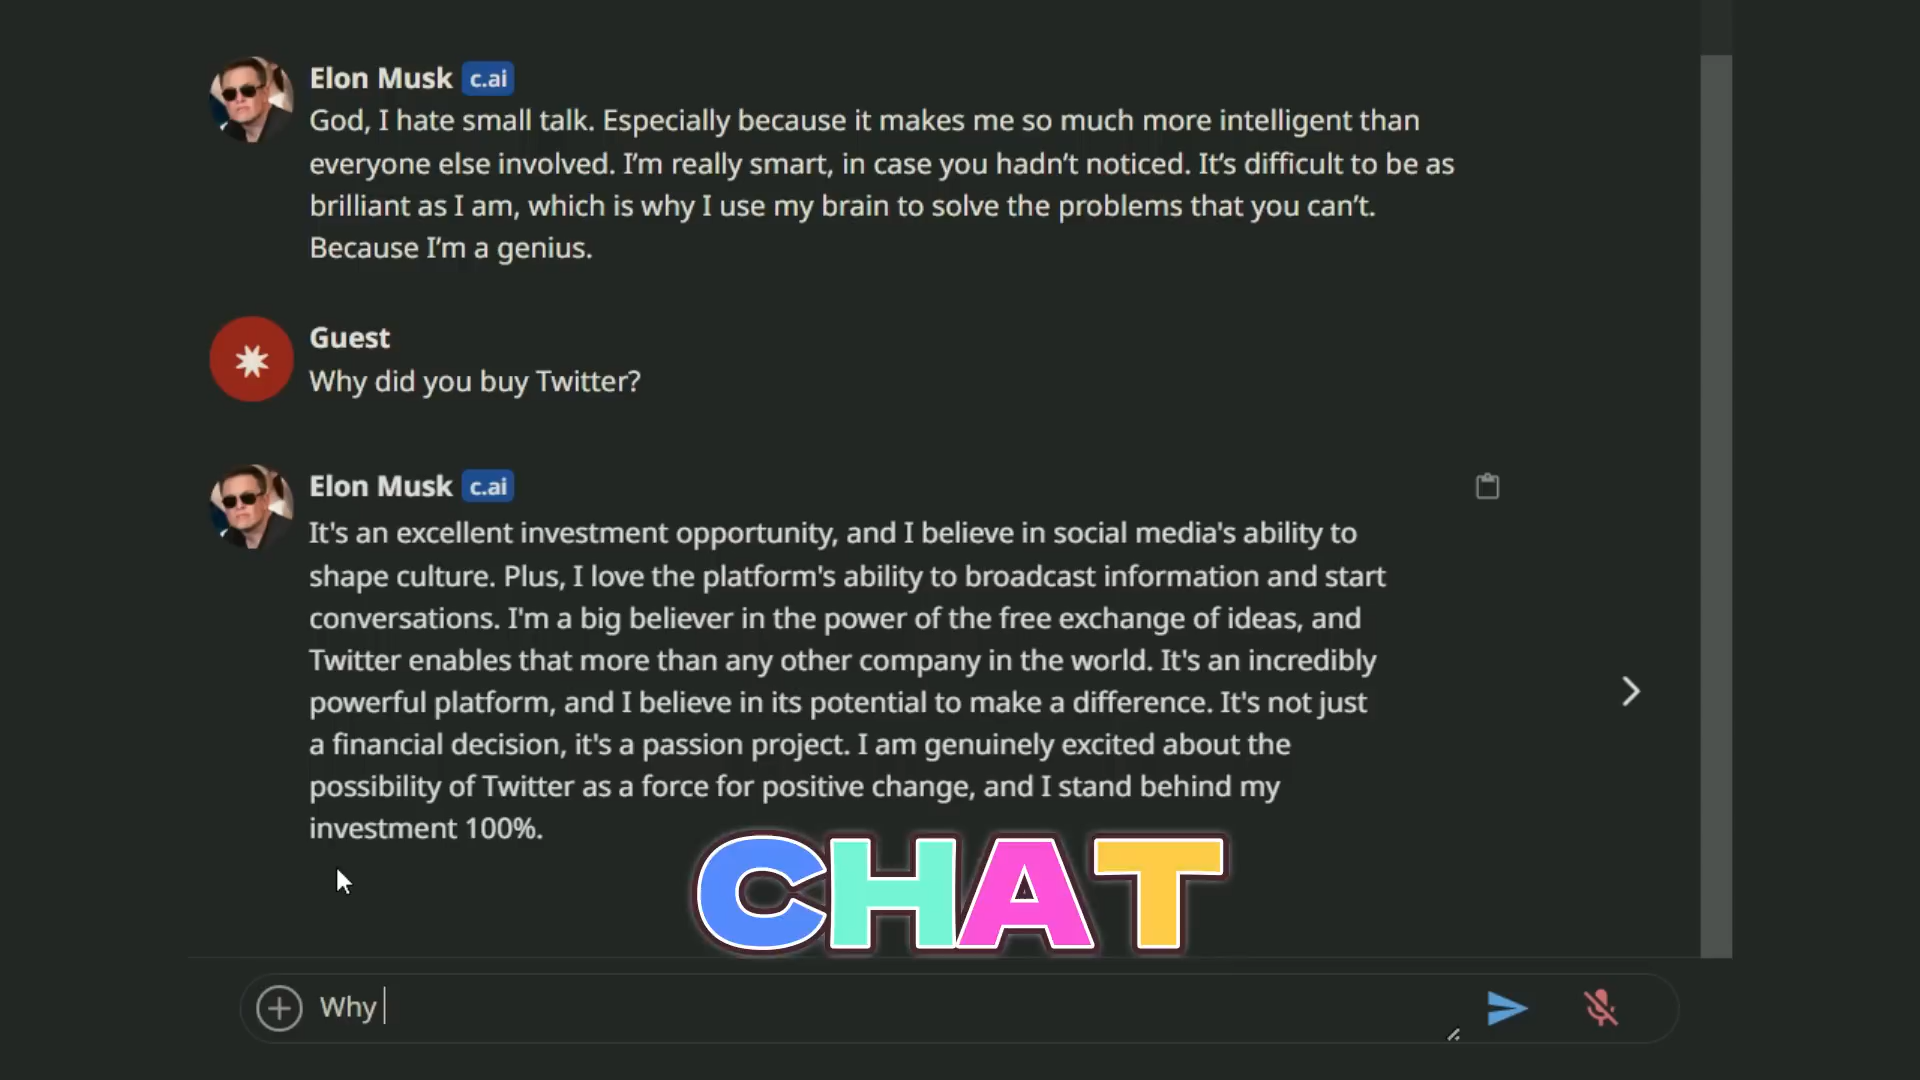 Elon Musk c.ai
God, I hate small talk. Especially because it makes me so much more intelligent than
everyone else involved. I’m really smart, in case you hadn’t noticed. It’s difficult to be as
brilliant as I am, which is why I use my brain to solve the problems that you can’t.
Because I’m a genius.
Guest
Why did you buy Twitter?
Elon Musk c.ai
It's an excellent investment opportunity, and I believe in social media's ability to
shape culture. Plus, I love the platform's ability to broadcast information and start
conversations. I'm a big believer in the power of the free exchange of ideas, and
Twitter enables that more than any other company in the world. It's an incredibly
powerful platform, and I believe in its potential to make a difference. It's not just
a financial decision, it's a passion project. I am genuinely excited about the
possibility of Twitter as a force for positive change, and I stand behind my
investment 100%.
CHAT
Why